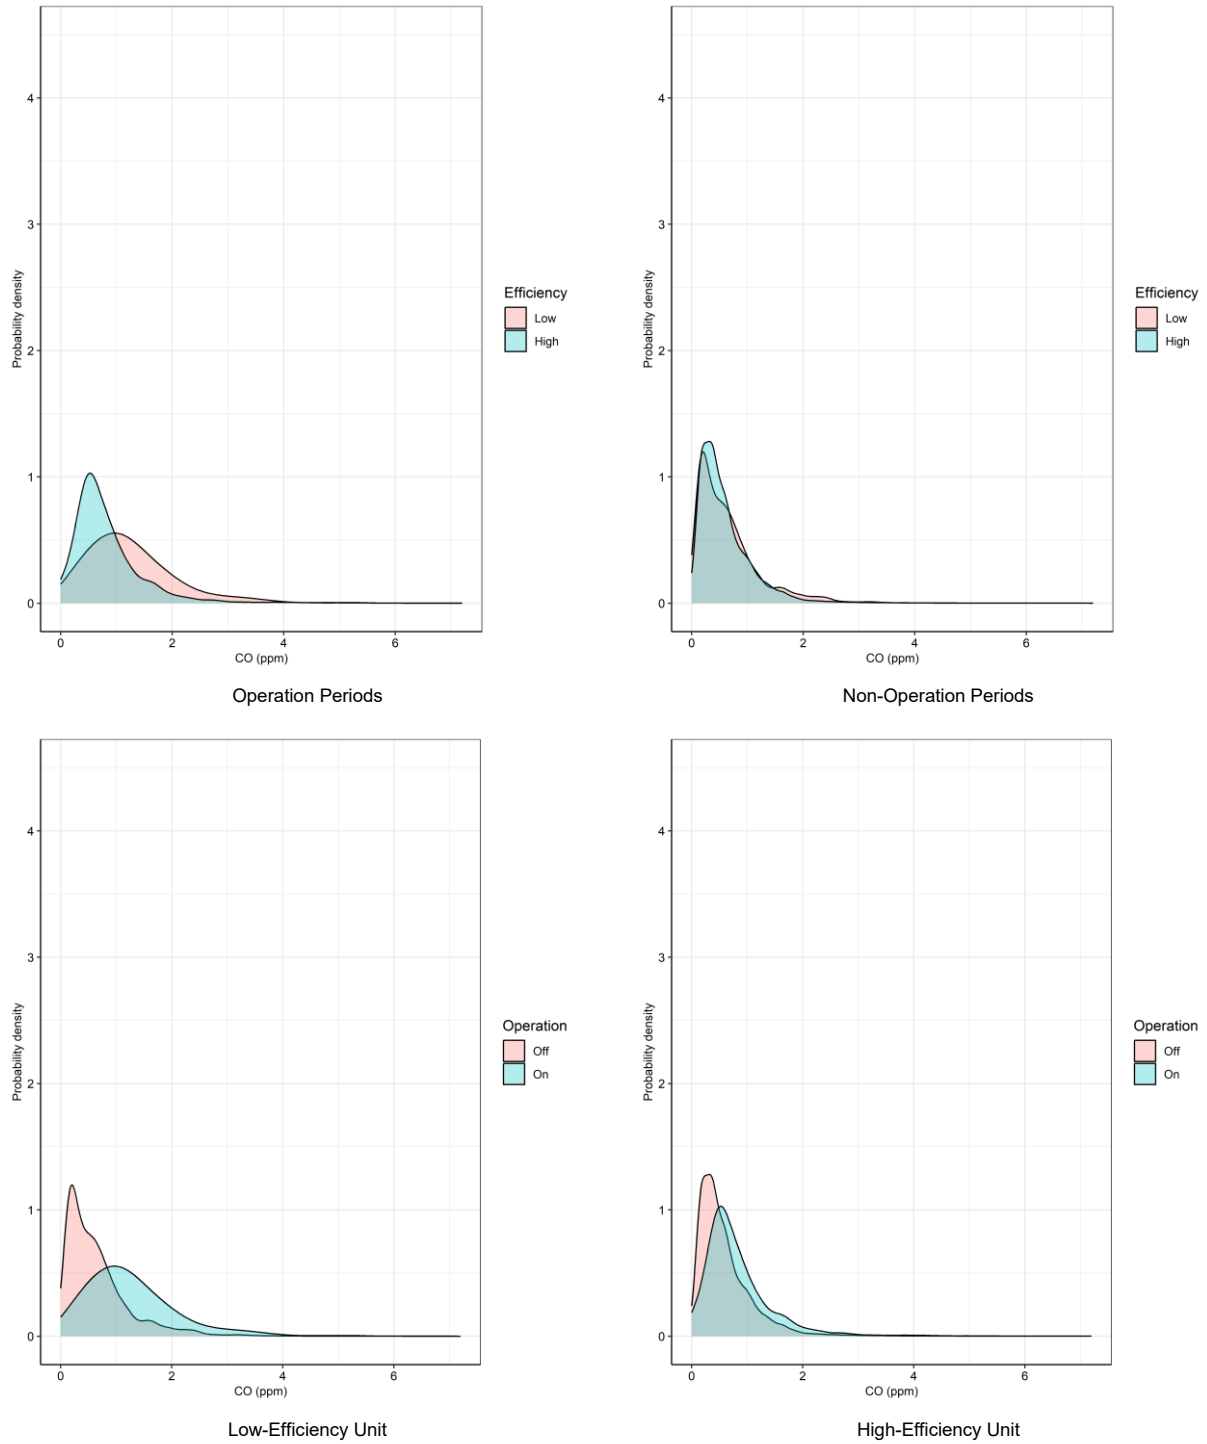 4
3
2
1
0
Probability density
0 2 4 6
CO (ppm)
Efficiency
Low
High
Operation Periods
4
3
2
1
0
Probability density
0 2 4 6
CO (ppm)
Efficiency
Low
High
Non-Operation Periods
4
3
2
1
0
Probability density
0 2 4 6
CO (ppm)
Operation
Off
On
Low-Efficiency Unit
4
3
2
1
0
Probability density
0 2 4 6
CO (ppm)
Operation
Off
On
High-Efficiency Unit